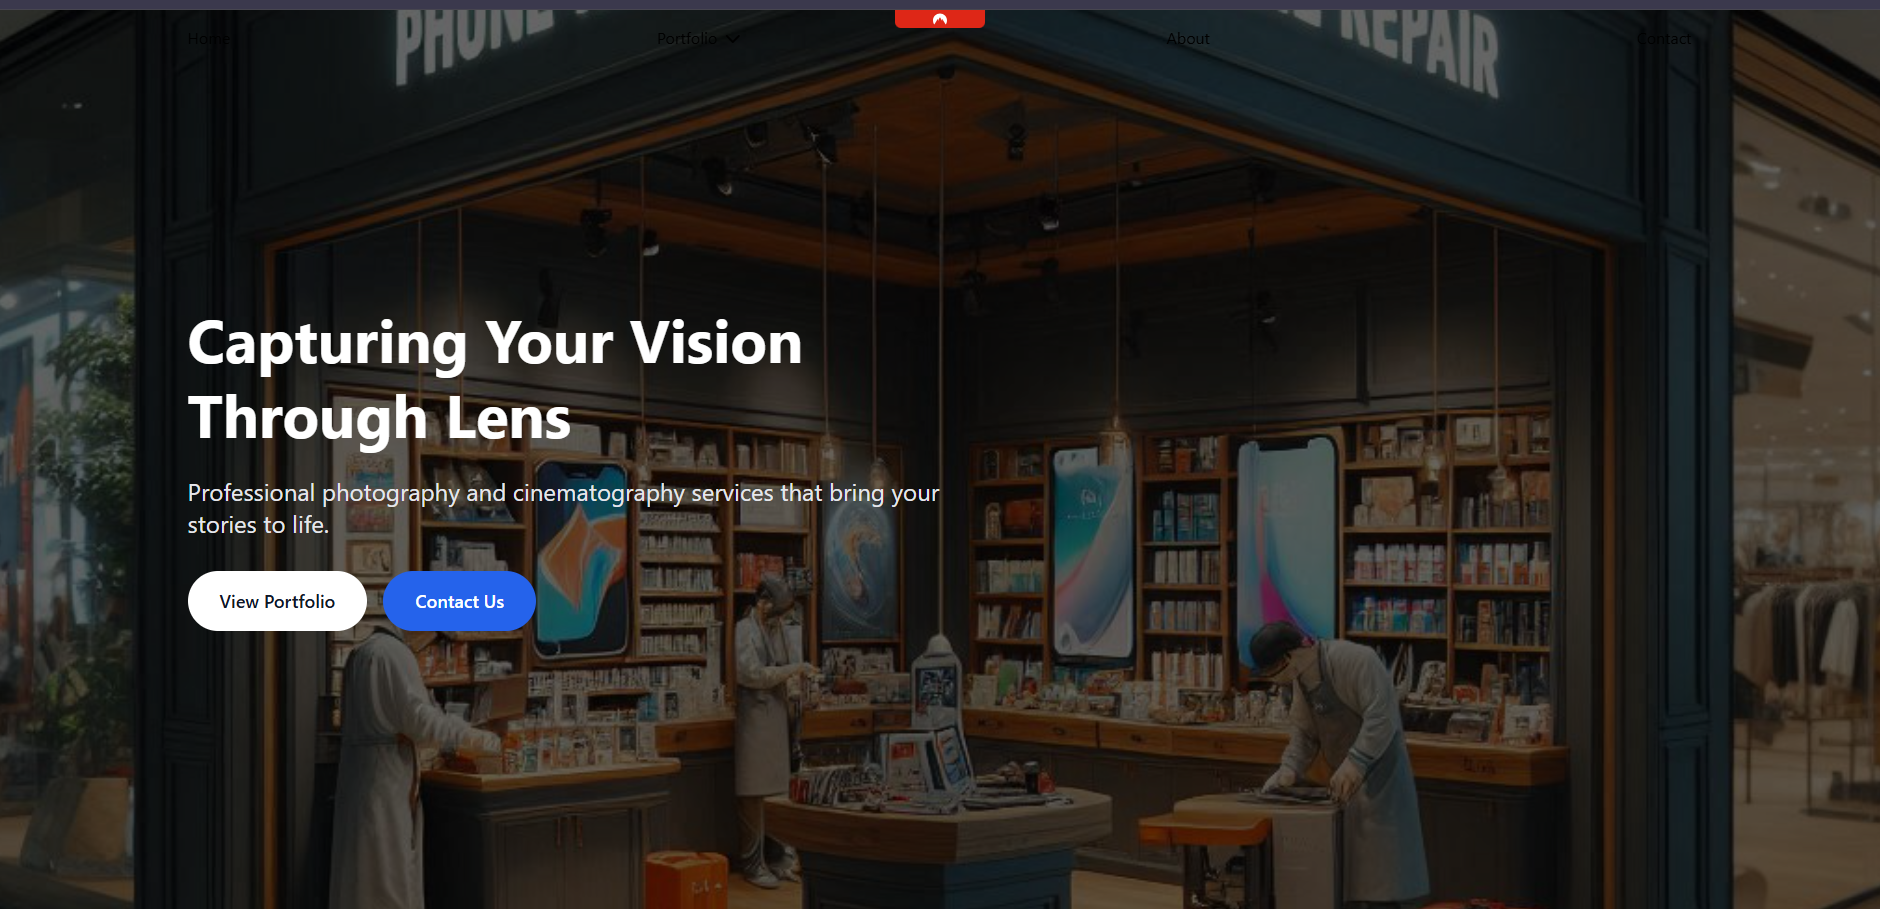 PHONE
REPAIR
Home
Portfolio
About
Contact
Capturing Your Vision
Through Lens
Professional photography and cinematography services that bring your
stories to life.
View Portfolio
Contact Us